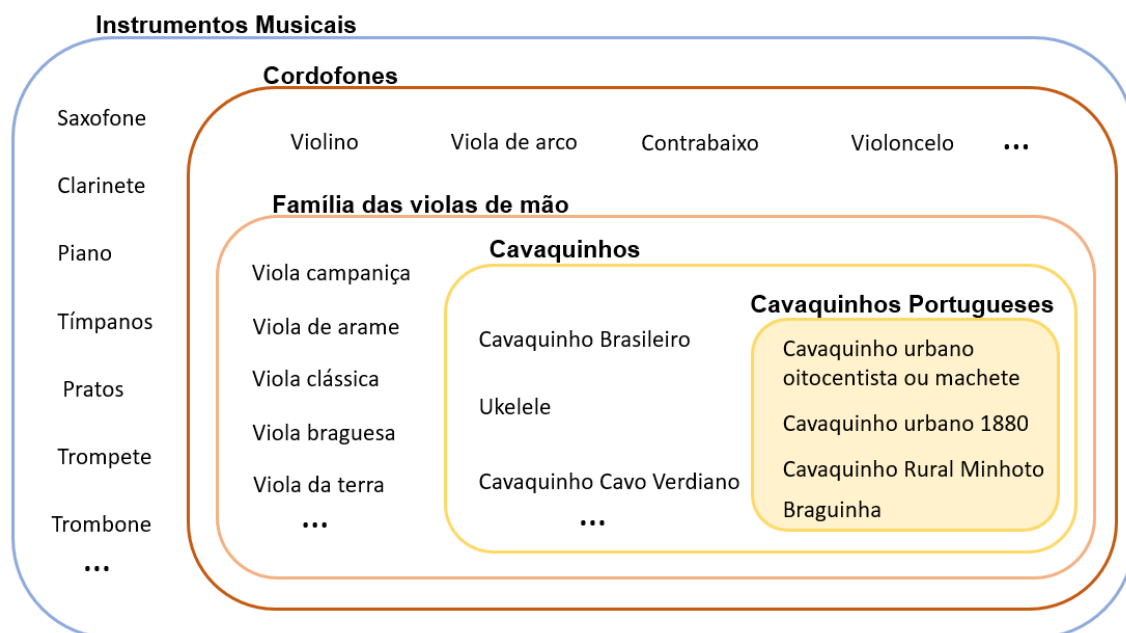 Instrumentos Musicais
Saxofone
Clarinete
Piano
Tímpanos
Pratos
Trompete
Trombone
...
Cordofones
Violino
Viola de arco
Contrabaixo
Violoncelo
...
Família das violas de mão
Viola campaniça
Viola de arame
Viola clássica
Viola braguesa
Viola da terra
...
Cavaquinhos
Cavaquinho Brasileiro
Ukelele
Cavaquinho Cavo Verdiano
...
Cavaquinhos Portugueses
Cavaquinho urbano
oitocentista ou machete
Cavaquinho urbano 1880
Cavaquinho Rural Minhoto
Braguinha